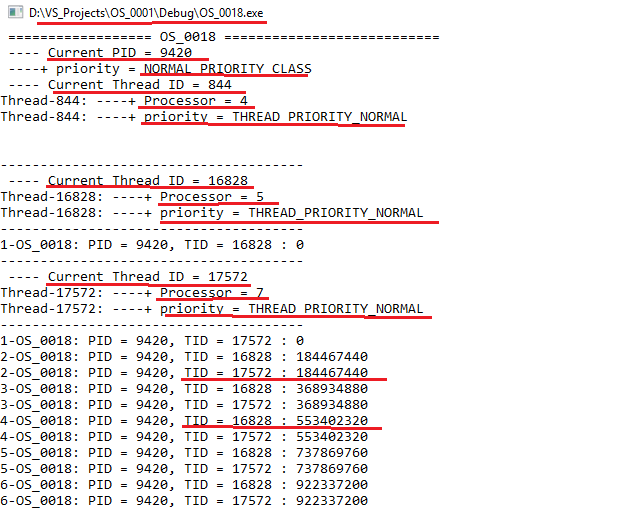 D:\VS_Projects\OS_0001\Debug\OS_0018.exe
================== OS_0018 ===========================
---- Current PID = 9420
----+ priority = NORMAL_PRIORITY_CLASS
---- Current Thread ID = 844
Thread-844: ----+ Processor = 4
Thread-844: ----+ priority = THREAD_PRIORITY_NORMAL
--------------------------------------
---- Current Thread ID = 16828
Thread-16828: ----+ Processor = 5
Thread-16828: ----+ priority = THREAD_PRIORITY_NORMAL
--------------------------------------
1-OS_0018: PID = 9420, TID = 16828 : 0
--------------------------------------
---- Current Thread ID = 17572
Thread-17572: ----+ Processor = 7
Thread-17572: ----+ priority = THREAD_PRIORITY_NORMAL
--------------------------------------
1-OS_0018: PID = 9420, TID = 17572 : 0
2-OS_0018: PID = 9420, TID = 16828 : 184467440
2-OS_0018: PID = 9420, TID = 17572 : 184467440
3-OS_0018: PID = 9420, TID = 16828 : 368934880
3-OS_0018: PID = 9420, TID = 17572 : 368934880
4-OS_0018: PID = 9420, TID = 16828 : 553402320
4-OS_0018: PID = 9420, TID = 17572 : 553402320
5-OS_0018: PID = 9420, TID = 16828 : 737869760
5-OS_0018: PID = 9420, TID = 17572 : 737869760
6-OS_0018: PID = 9420, TID = 16828 : 922337200
6-OS_0018: PID = 9420, TID = 17572 : 922337200